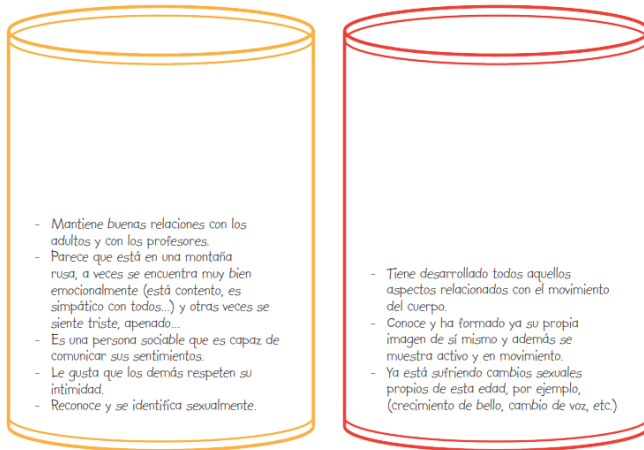 - Mantiene buenas relaciones con los
adultos y con los profesores.
- Parece que está en una montaña
rusa, a veces se encuentra muy bien
emocionalmente (está contento, es
simpático con todos...) y otras veces se
siente triste, apenado...
- Es una persona sociable que es capaz de
comunicar sus sentimientos.
- Le gusta que los demás respeten su
intimidad.
- Reconoce y se identifica sexualmente.
- Tiene desarrollado todos aquellos
aspectos relacionados con el movimiento
del cuerpo.
- Conoce y ha formado ya su propia
imagen de sí mismo y además se
muestra activo y en movimiento.
- Ya está sufriendo cambios sexuales
propios de esta edad, por ejemplo,
(crecimiento de bello, cambio de voz, etc.)